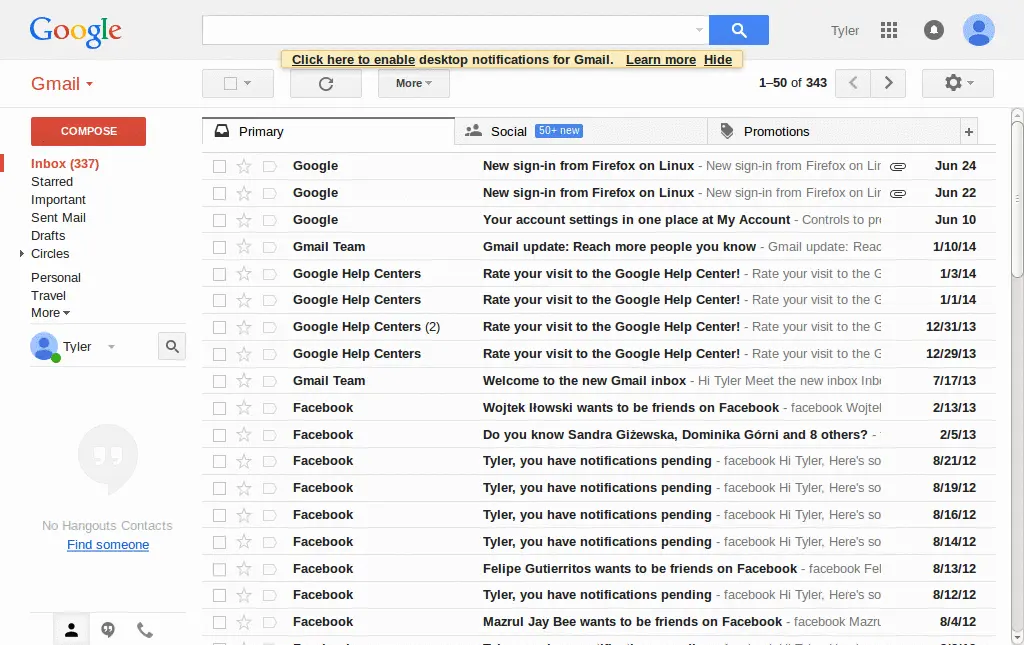 Google
Tyler
Click here to enable desktop notifications for Gmail. Learn more Hide
Gmail
More
1–50 of 343
COMPOSE
Inbox (337)
Starred
Important
Sent Mail
Drafts
Circles
Personal
Travel
More
Tyler
No Hangouts Contacts
Find someone
Primary
Social 50+ new
Promotions
+
Google New sign-in from Firefox on Linux - New sign-in from Firefox on Lin Jun 24
Google New sign-in from Firefox on Linux - New sign-in from Firefox on Lin Jun 22
Google Your account settings in one place at My Account - Controls to pr Jun 10
Gmail Team Gmail update: Reach more people you know - Gmail update: Reac 1/10/14
Google Help Centers Rate your visit to the Google Help Center! - Rate your visit to the G 1/3/14
Google Help Centers Rate your visit to the Google Help Center! - Rate your visit to the G 1/1/14
Google Help Centers (2) Rate your visit to the Google Help Center! - Rate your visit to the G 12/31/13
Google Help Centers Rate your visit to the Google Help Center! - Rate your visit to the G 12/29/13
Gmail Team Welcome to the new Gmail inbox - Hi Tyler Meet the new inbox Inb 7/17/13
Facebook Wojtek Iłowski wants to be friends on Facebook - facebook Wojtek 2/13/13
Facebook Do you know Sandra Giżewska, Dominika Górni and 8 others? - 2/5/13
Facebook Tyler, you have notifications pending - facebook Hi Tyler, Here's so 8/21/12
Facebook Tyler, you have notifications pending - facebook Hi Tyler, Here's so 8/19/12
Facebook Tyler, you have notifications pending - facebook Hi Tyler, Here's so 8/16/12
Facebook Tyler, you have notifications pending - facebook Hi Tyler, Here's so 8/14/12
Facebook Felipe Gutierritos wants to be friends on Facebook - facebook Fel 8/13/12
Facebook Tyler, you have notifications pending - facebook Hi Tyler, Here's so 8/12/12
Facebook Mazrul Jay Bee wants to be friends on Facebook - facebook Mazru 8/4/12